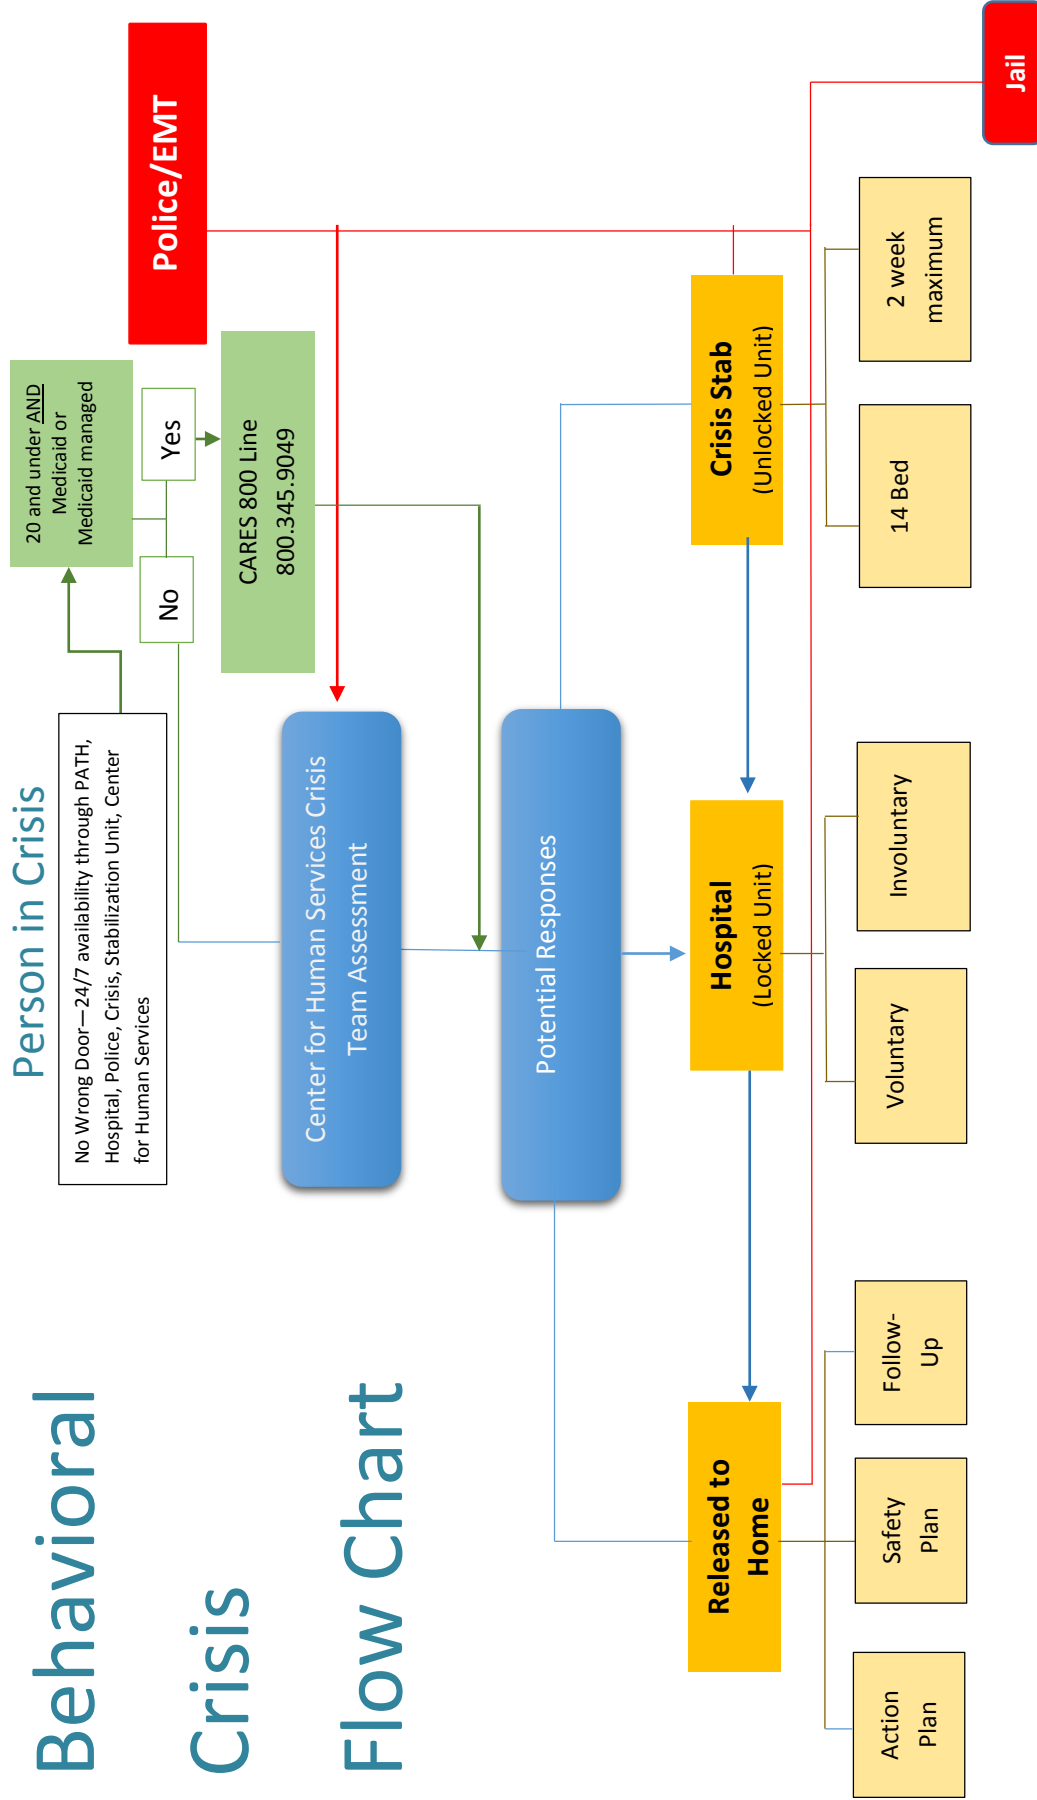 Behavioral
Crisis
Flow Chart
Person in Crisis
No Wrong Door—24/7 availability through PATH,
Hospital, Police, Crisis, Stabilization Unit, Center
for Human Services
20 and under AND
Medicaid or
Medicaid managed
No
Yes
CARES 800 Line
800.345.9049
Police/EMT
Center for Human Services Crisis
Team Assessment
Potential Responses
Released to
Home
Hospital
(Locked Unit)
Crisis Stab
(Unlocked Unit)
Action
Plan
Safety
Plan
Follow-
Up
Voluntary
Involuntary
14 Bed
2 week
maximum
Jail